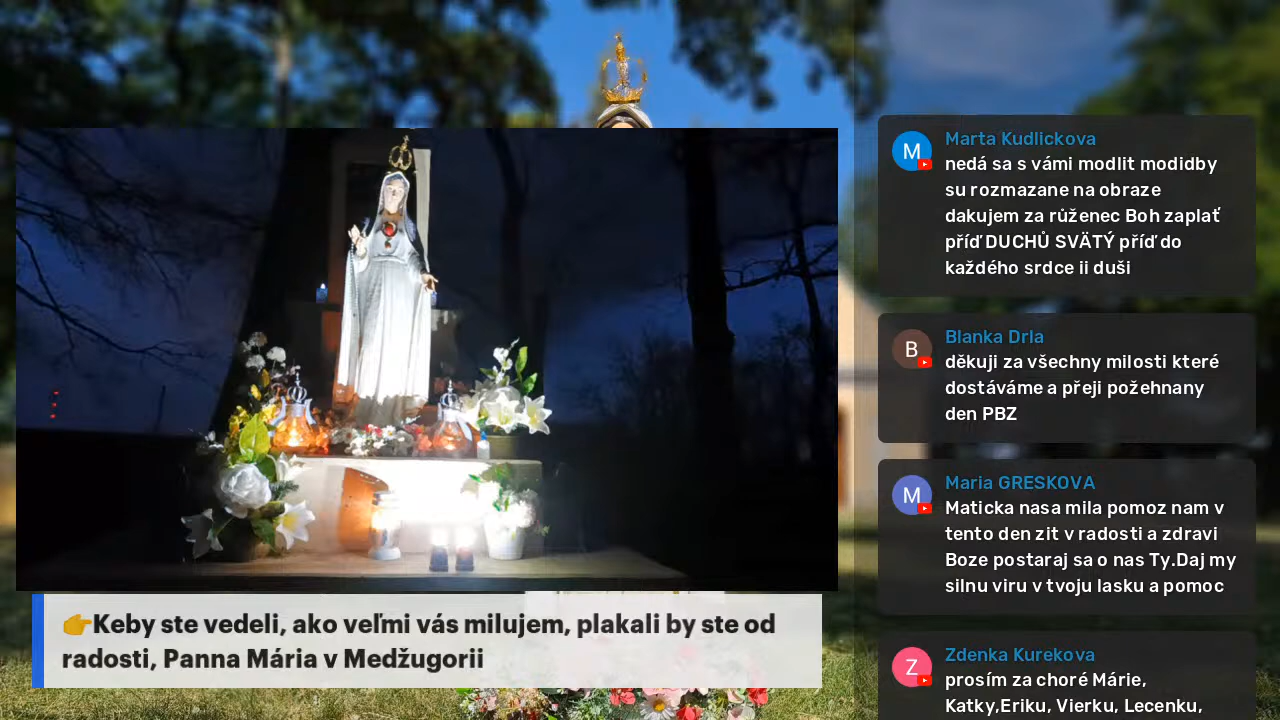 👉Keby ste vedeli, ako veľmi vás milujem, plakali by ste od
radosti, Panna Mária v Medžugorii
M
Marta Kudlickova
nedá sa s vámi modlit modidby
su rozmazane na obraze
dakujem za růženec Boh zaplať
příď DUCHŮ SVÄTÝ příď do
každého srdce ii duši
B
Blanka Drla
děkuji za všechny milosti které
dostáváme a přeji požehnany
den PBZ
M
Maria GRESKOVA
Maticka nasa mila pomoz nam v
tento den zit v radosti a zdravi
Boze postaraj sa o nas Ty.Daj my
silnu viru v tvoju lasku a pomoc
Z
Zdenka Kurekova
prosím za choré Márie,
Katky,Eriku, Vierku, Lecenku,